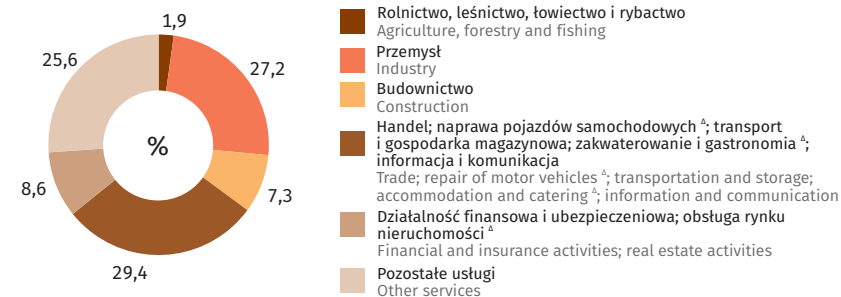 1,9
27,2
7,3
29,4
8,6
25,6
%
Rolnictwo, leśnictwo, łowiectwo i rybactwo
Agriculture, forestry and fishing
Przemysł
Industry
Budownictwo
Construction
Handel; naprawa pojazdów samochodowych ᐞ; transport
i gospodarka magazynowa; zakwaterowanie i gastronomia ᐞ;
informacja i komunikacja
Trade; repair of motor vehicles ᐞ; transportation and storage;
accommodation and catering ᐞ; information and communication
Działalność finansowa i ubezpieczeniowa; obsługa rynku
nieruchomości ᐞ
Financial and insurance activities; real estate activities
Pozostałe usługi
Other services